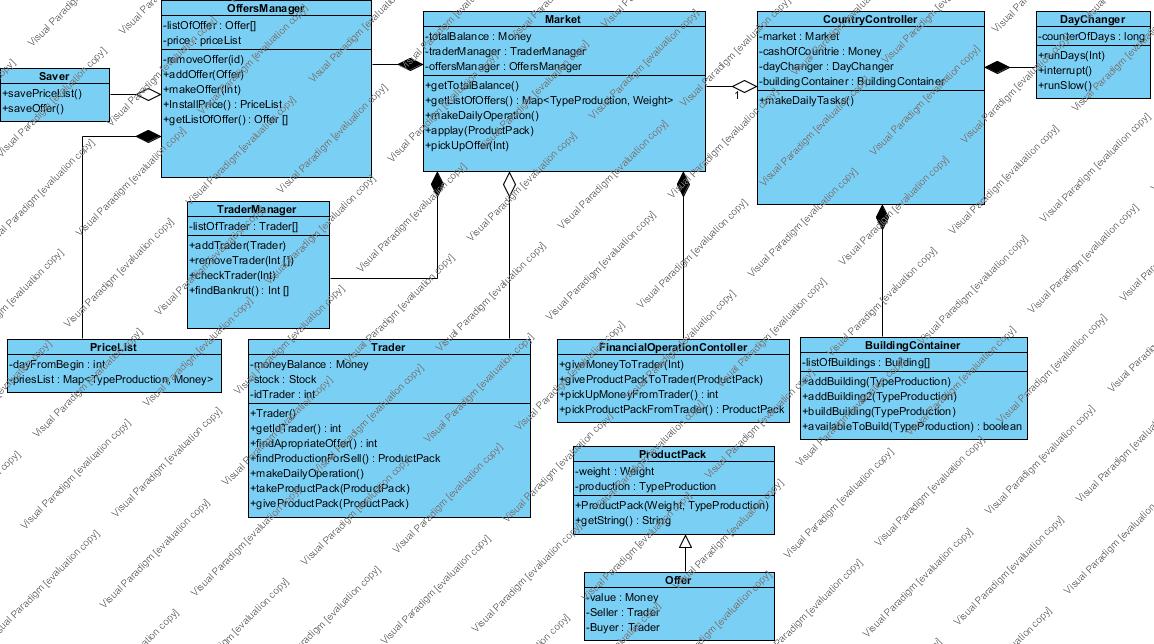 OffersManager
-listOfOffer : Offer[]
-price : priceList
-removeOffer(id)
+addOffer(Offer)
+makeOffer(Int)
+InstallPrice() : PriceList
+getListOfOffer() : Offer []
Market
-totalBalance : Money
-traderManager : TraderManager
-offersManager : OffersManager
+getTotalBalance()
+getListOfOffers() : Map<TypeProduction, Weight>
+makeDailyOperation()
+applay(ProductPack)
+pickUpOffer(Int)
CountryController
-market : Market
-cashOfCountrie : Money
-dayChanger : DayChanger
-buildingContainer : BuildingContainer
+makeDailyTasks()
DayChanger
-counterOfDays : long
+runDays(Int)
+interrupt()
+runSlow()
Saver
+savePriceList()
+saveOffer()
1
TraderManager
-listOfTrader : Trader[]
+addTrader(Trader)
+removeTrader(Int [])
+checkTrader(Int)
+findBankrut() : Int []
PriceList
-dayFromBegin : int
-priesList : Map<TypeProduction, Money>
Trader
-moneyBalance : Money
-stock : Stock
-idTrader : int
+Trader()
+getIdTrader() : int
+findApropriateOffer() : int
+findProductionForSell() : ProductPack
+makeDailyOperation()
+takeProductPack(ProductPack)
+giveProductPack(ProductPack)
FinancialOperationContoller
+giveMoneyToTrader(Int)
+giveProductPackToTrader(ProductPack)
+pickUpMoneyFromTrader() : int
+pickProductPackFromTrader() : ProductPack
BuildingContainer
-listOfBuildings : Building[]
+addBuilding(TypeProduction)
+addBuilding2(TypeProduction)
+buildBuilding(TypeProduction)
+availableToBuild(TypeProduction) : boolean
ProductPack
-weight : Weight
-production : TypeProduction
+ProductPack(Weight, TypeProduction)
+getString() : String
Offer
-value : Money
-Seller : Trader
-Buyer : Trader
Visual Paradigm [evaluation copy]